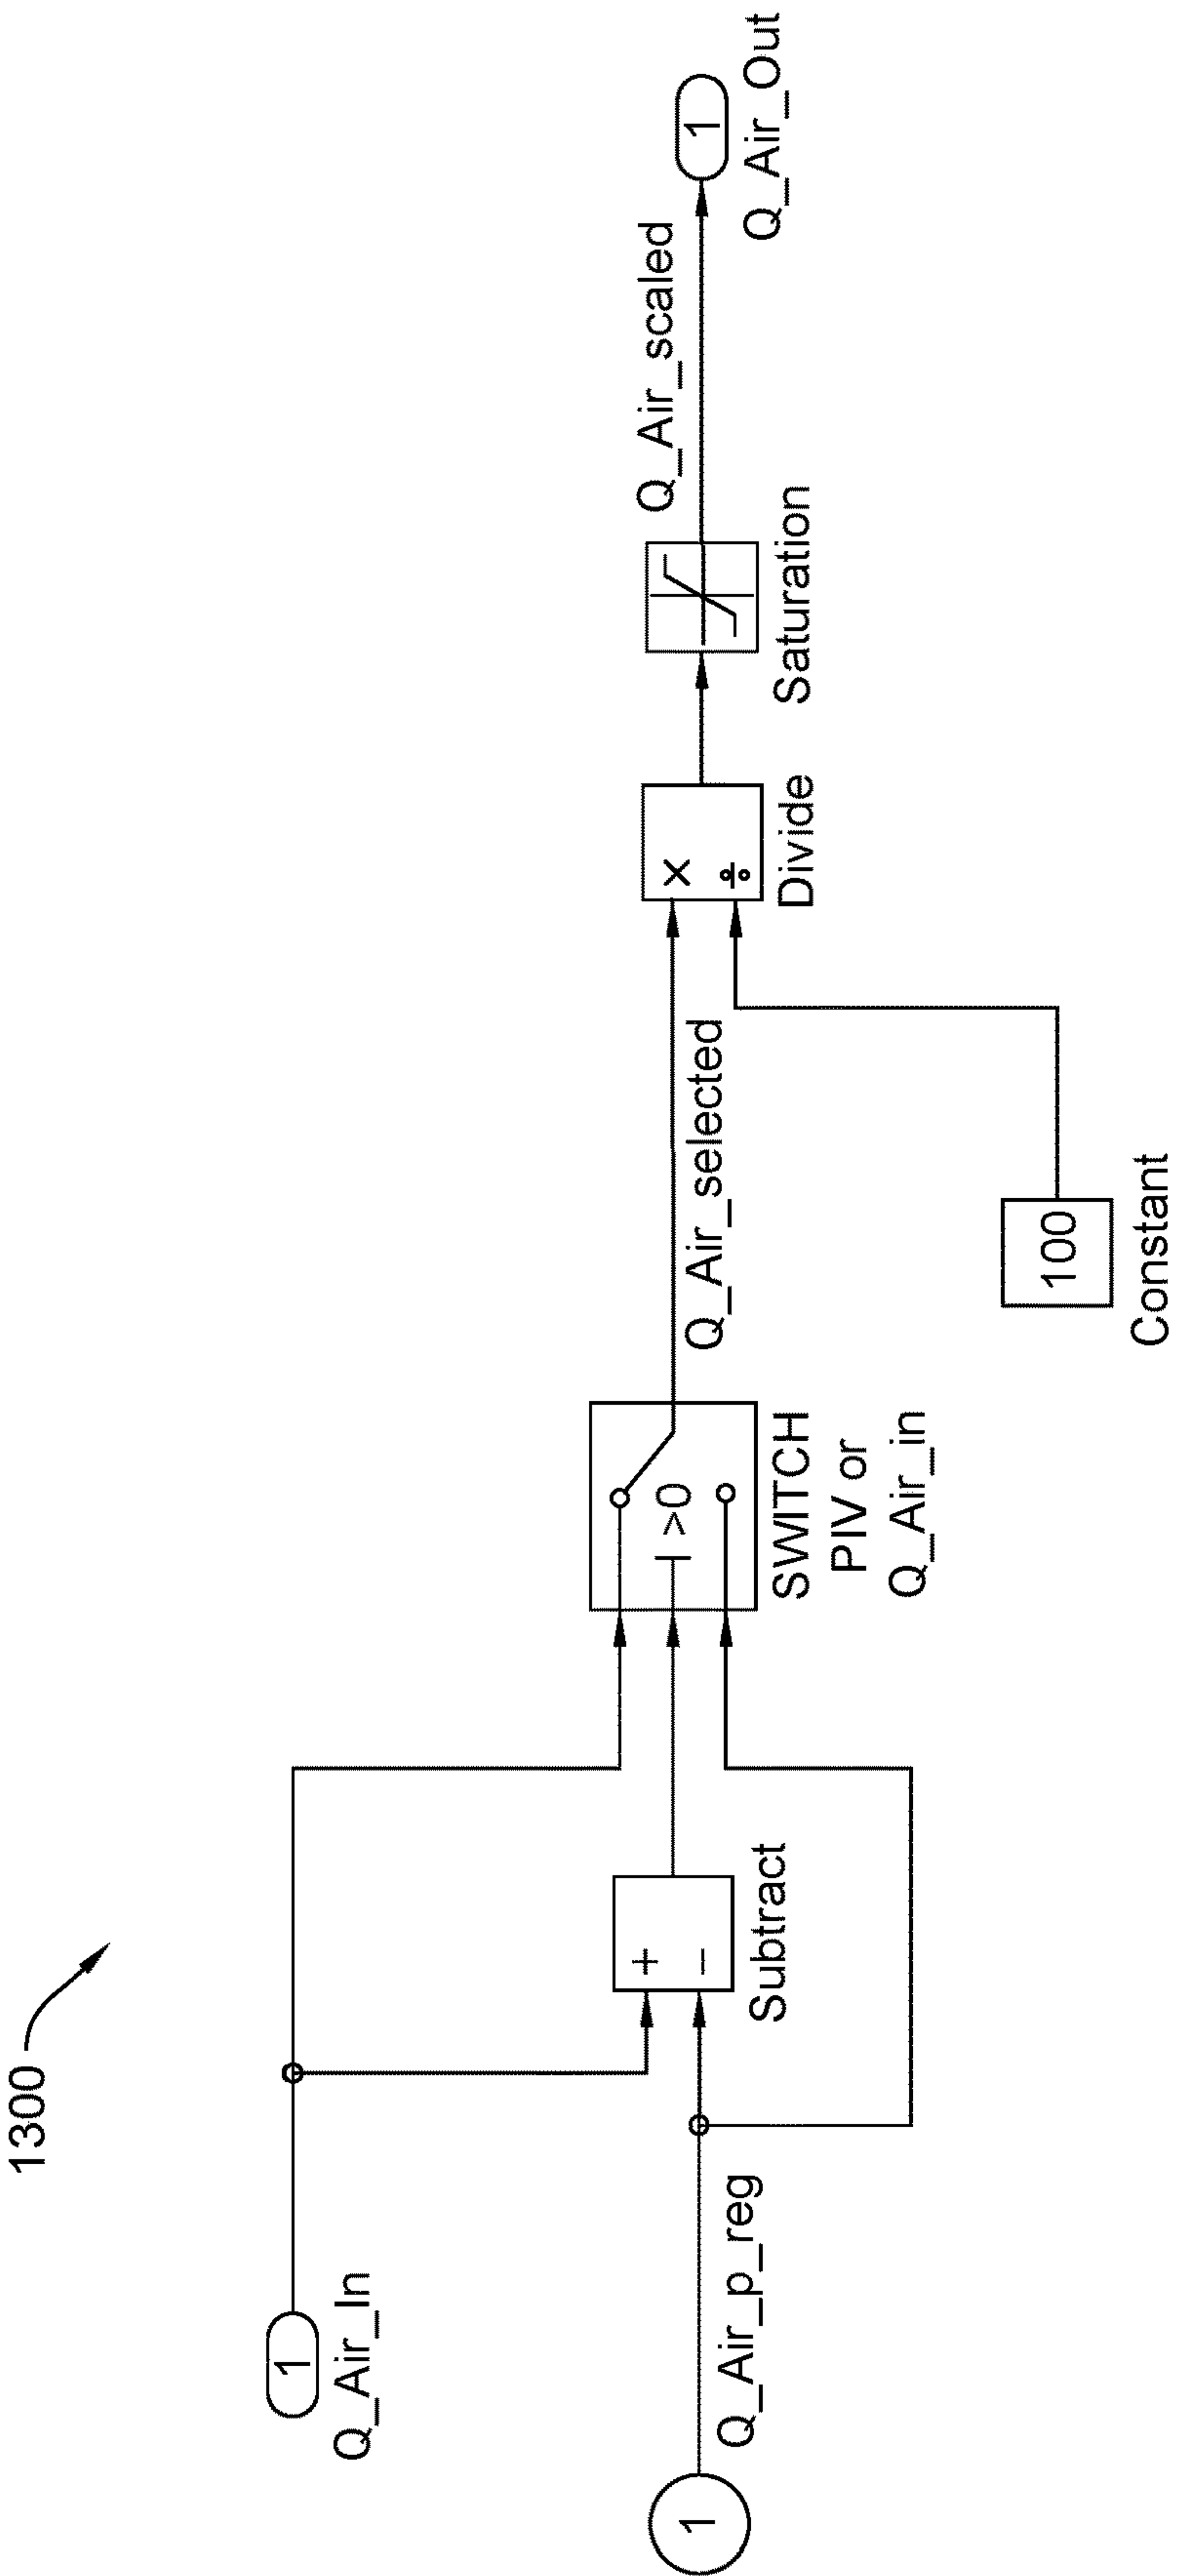 1300
1
Q_Air_In
1
Q_Air_p_reg
+
−
Subtract
>0
SWITCH
PIV or
Q_Air_in
Q_Air_selected
100
Constant
×
÷
Divide
Saturation
Q_Air_scaled
1
Q_Air_Out